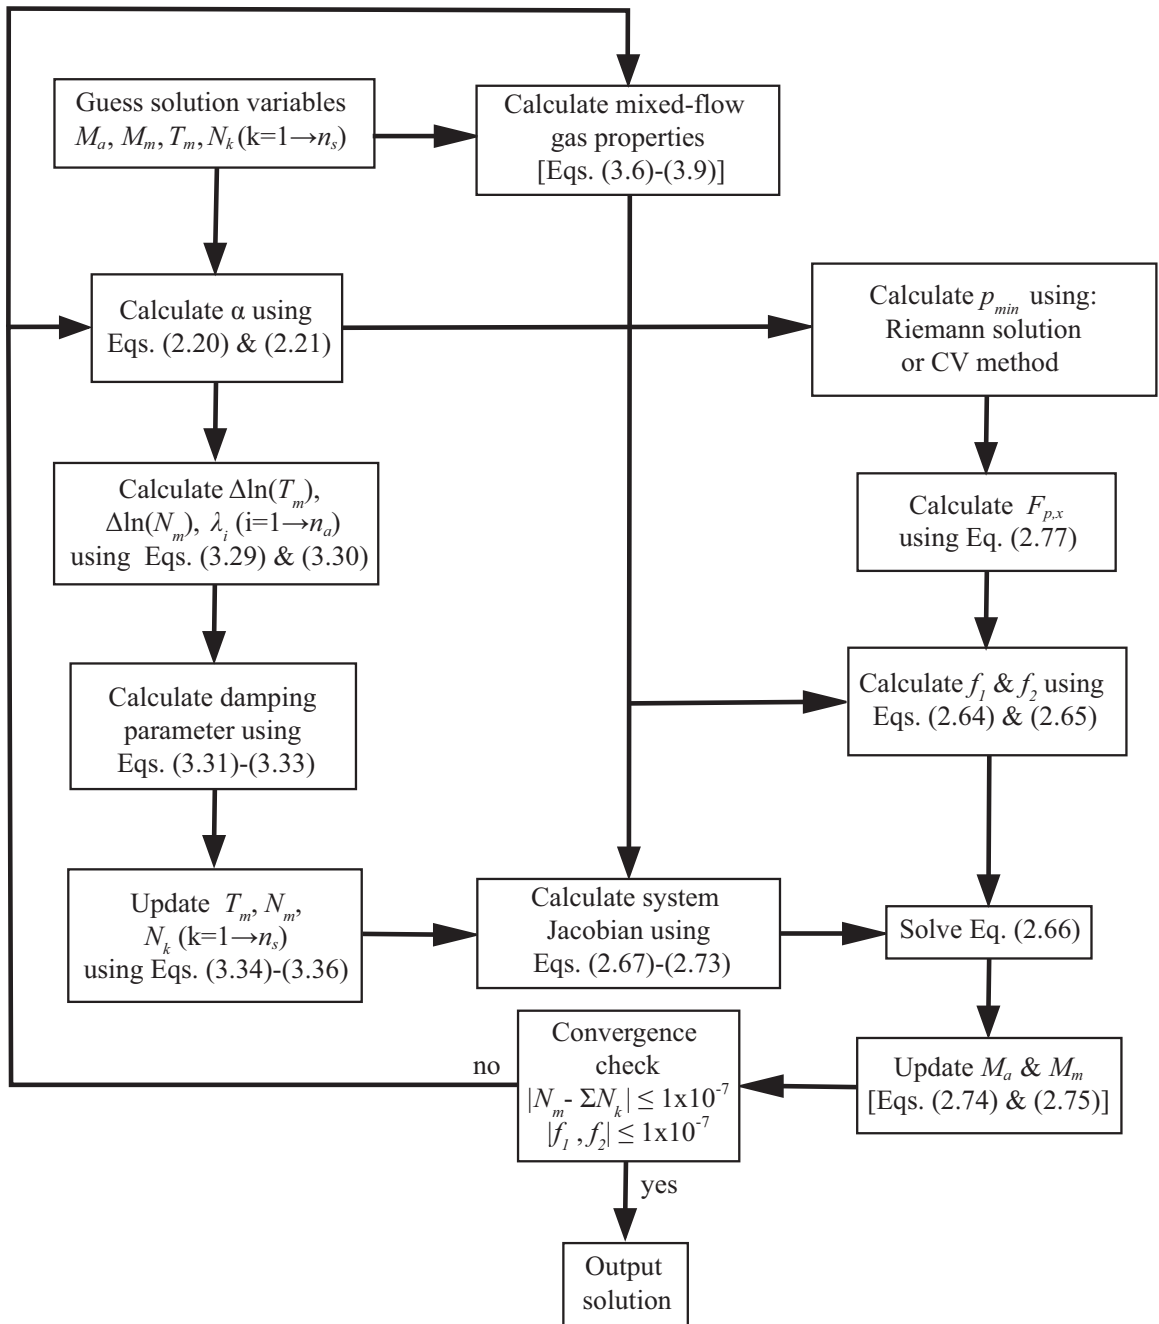 Guess solution variables
Mₐ, Mₘ, Tₘ, Nₖ (k=1→nₛ)
Calculate mixed-flow
gas properties
[Eqs. (3.6)-(3.9)]
Calculate α using
Eqs. (2.20) & (2.21)
Calculate p_min using:
Riemann solution
or CV method
Calculate Δln(Tₘ),
Δln(Nₘ), λᵢ (i=1→nₐ)
using Eqs. (3.29) & (3.30)
Calculate F_p,x
using Eq. (2.77)
Calculate damping
parameter using
Eqs. (3.31)-(3.33)
Calculate f₁ & f₂ using
Eqs. (2.64) & (2.65)
Update Tₘ, Nₘ,
Nₖ (k=1→nₛ)
using Eqs. (3.34)-(3.36)
Calculate system
Jacobian using
Eqs. (2.67)-(2.73)
Solve Eq. (2.66)
Update Mₐ & Mₘ
[Eqs. (2.74) & (2.75)]
Convergence
check
|Nₘ- ΣNₖ| ≤ 1x10⁻⁷
|f₁ , f₂| ≤ 1x10⁻⁷
no
yes
Output
solution